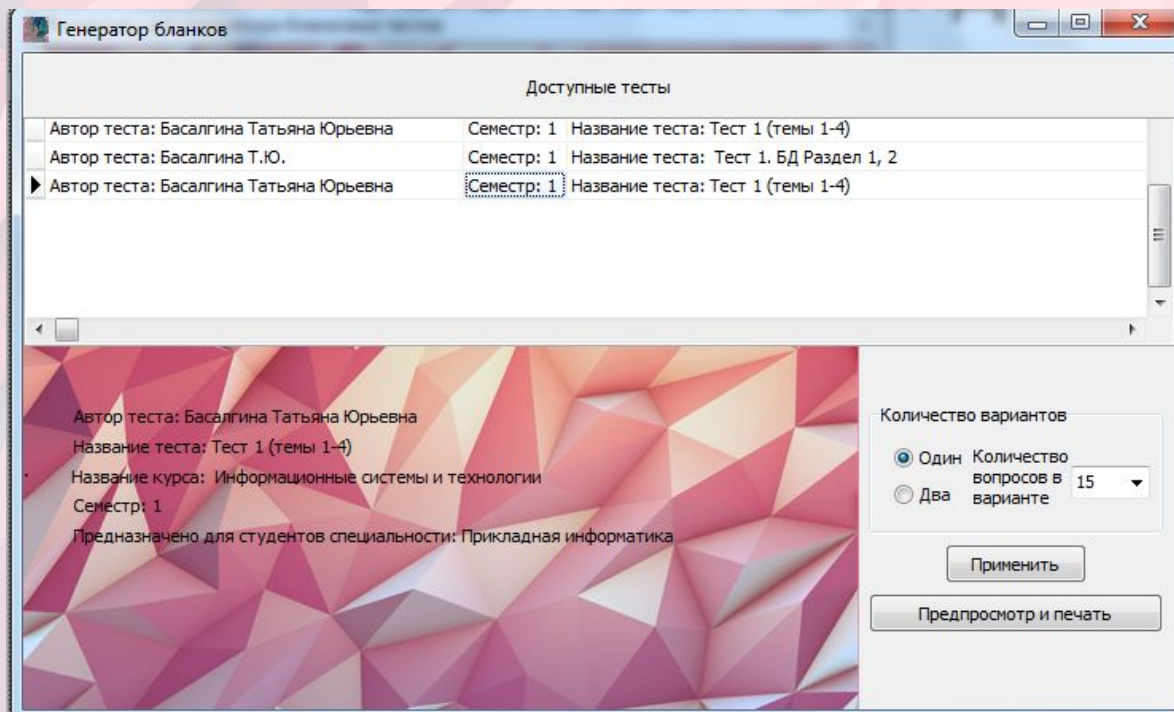 Генератор бланков
Доступные тесты
Автор теста: Басалгина Татьяна Юрьевна Семестр: 1 Название теста: Тест 1 (темы 1-4)
Автор теста: Басалгина Т.Ю. Семестр: 1 Название теста: Тест 1. БД Раздел 1, 2
Автор теста: Басалгина Татьяна Юрьевна Семестр: 1 Название теста: Тест 1 (темы 1-4)
Автор теста: Басалгина Татьяна Юрьевна
Название теста: Тест 1 (темы 1-4)
Название курса: Информационные системы и технологии
Семестр: 1
Предназначено для студентов специальности: Прикладная информатика
Количество вариантов
Один
Два
Количество
вопросов в
варианте
15
Применить
Предпросмотр и печать